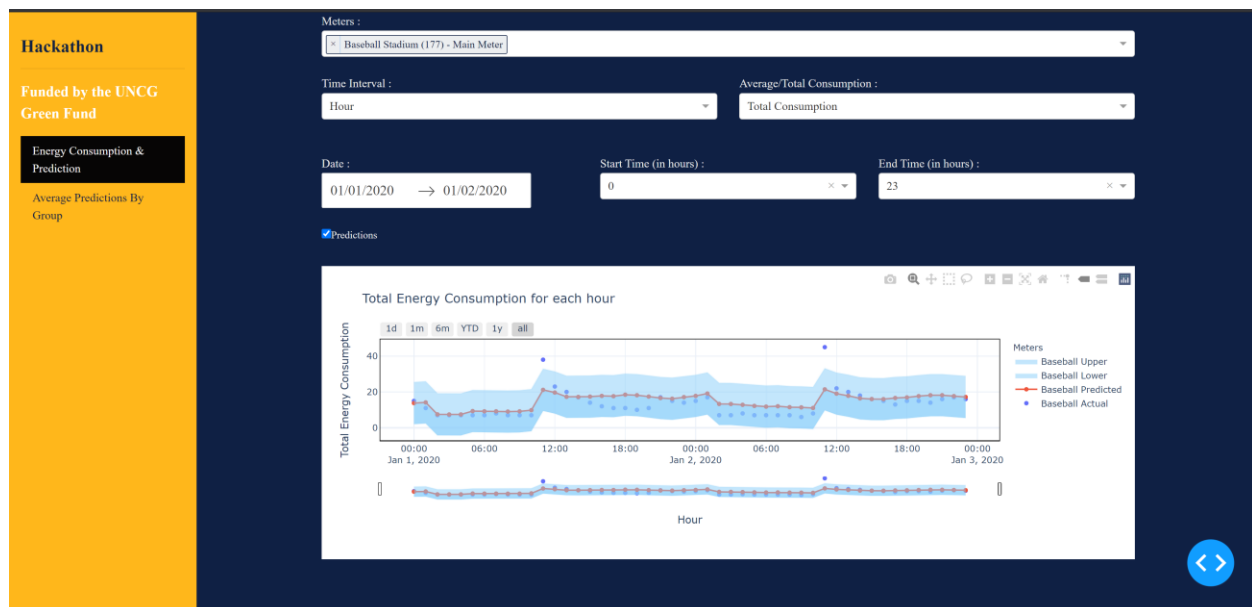 Hackathon
Funded by the UNCG
Green Fund
Energy Consumption &
Prediction
Average Predictions By
Group
Meters :
× Baseball Stadium (177) - Main Meter
Time Interval :
Hour
Average/Total Consumption :
Total Consumption
Date :
01/01/2020 → 01/02/2020
Start Time (in hours) :
0 ×
End Time (in hours) :
23 ×
Predictions
Total Energy Consumption for each hour
1d 1m 6m YTD 1y all
Total Energy Consumption
40
20
0
00:00 06:00 12:00 18:00 00:00 06:00 12:00 18:00 00:00
Jan 1, 2020 Jan 2, 2020 Jan 3, 2020
Hour
Meters
Baseball Upper
Baseball Lower
Baseball Predicted
Baseball Actual